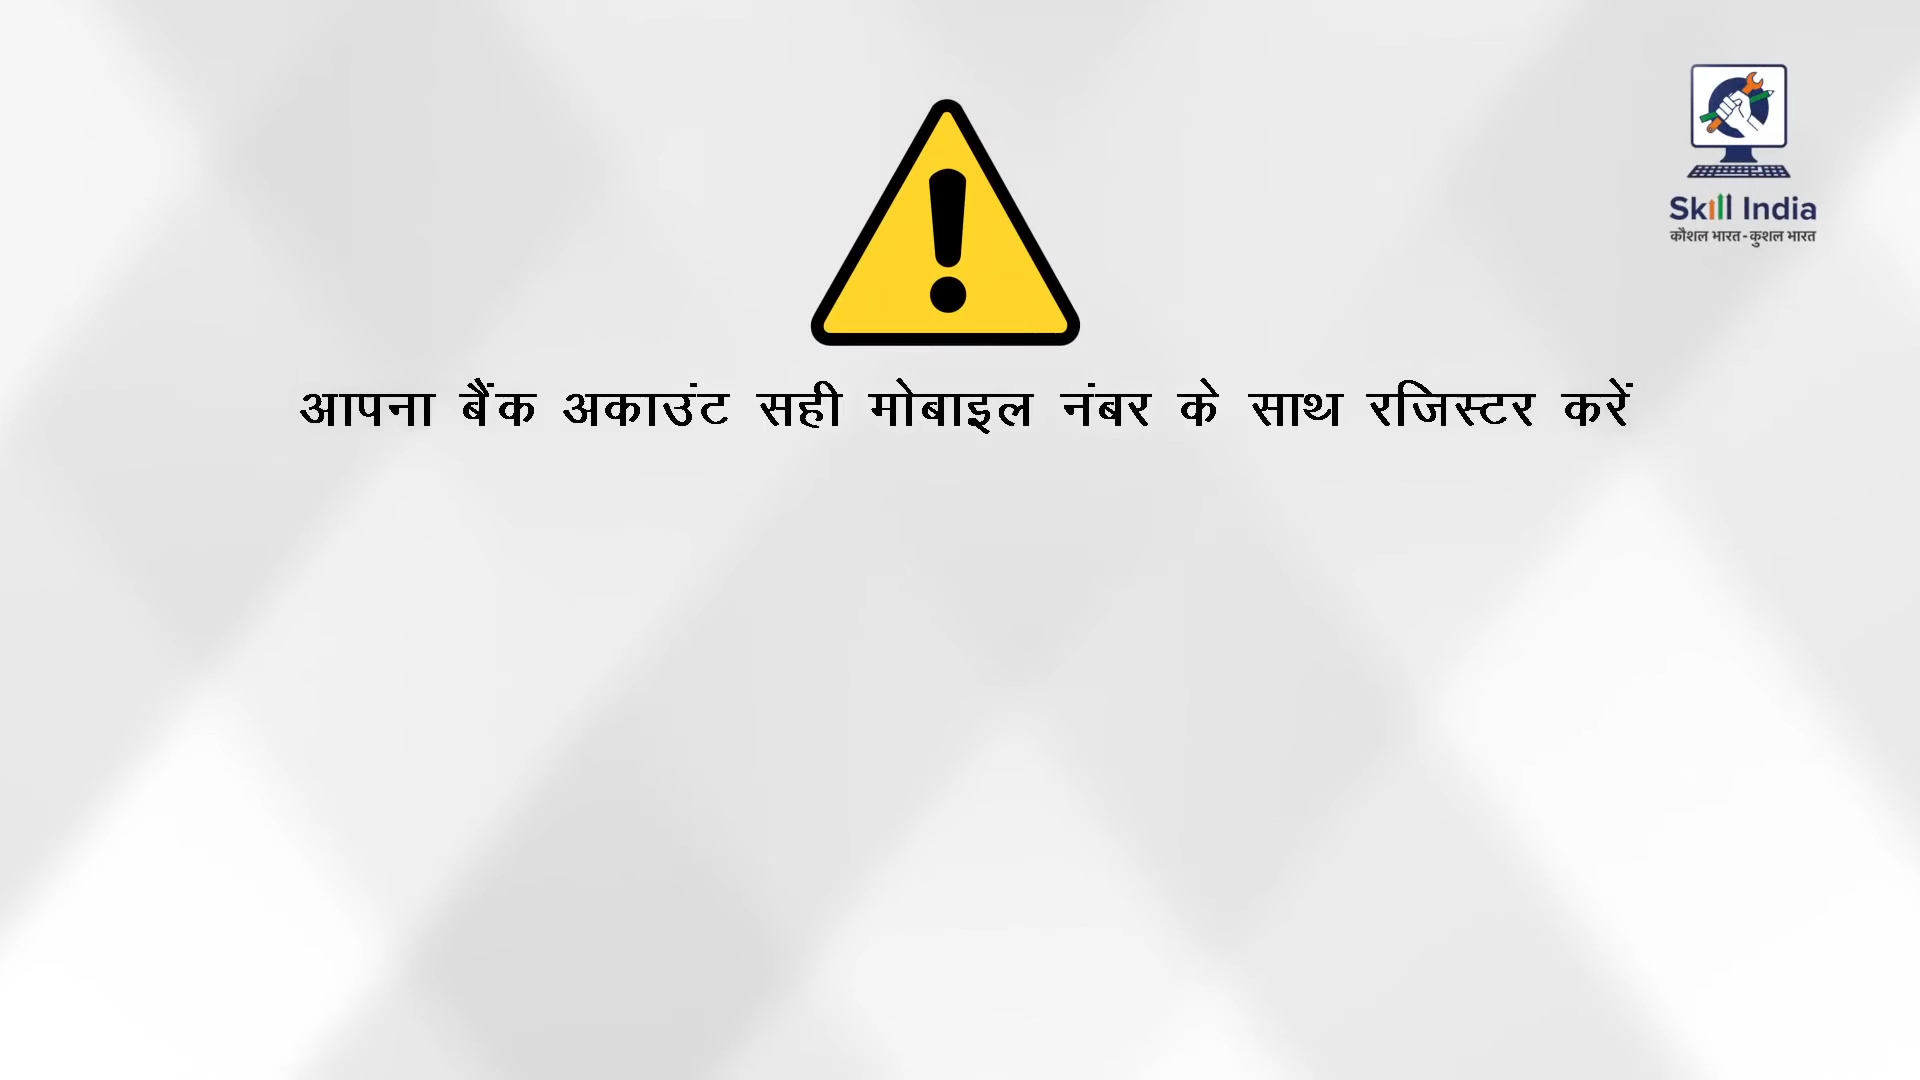 Skill India
कौशल भारत-कुशल भारत
आपना बैंक अकाउंट सही मोबाइल नंबर के साथ रजिस्टर करें